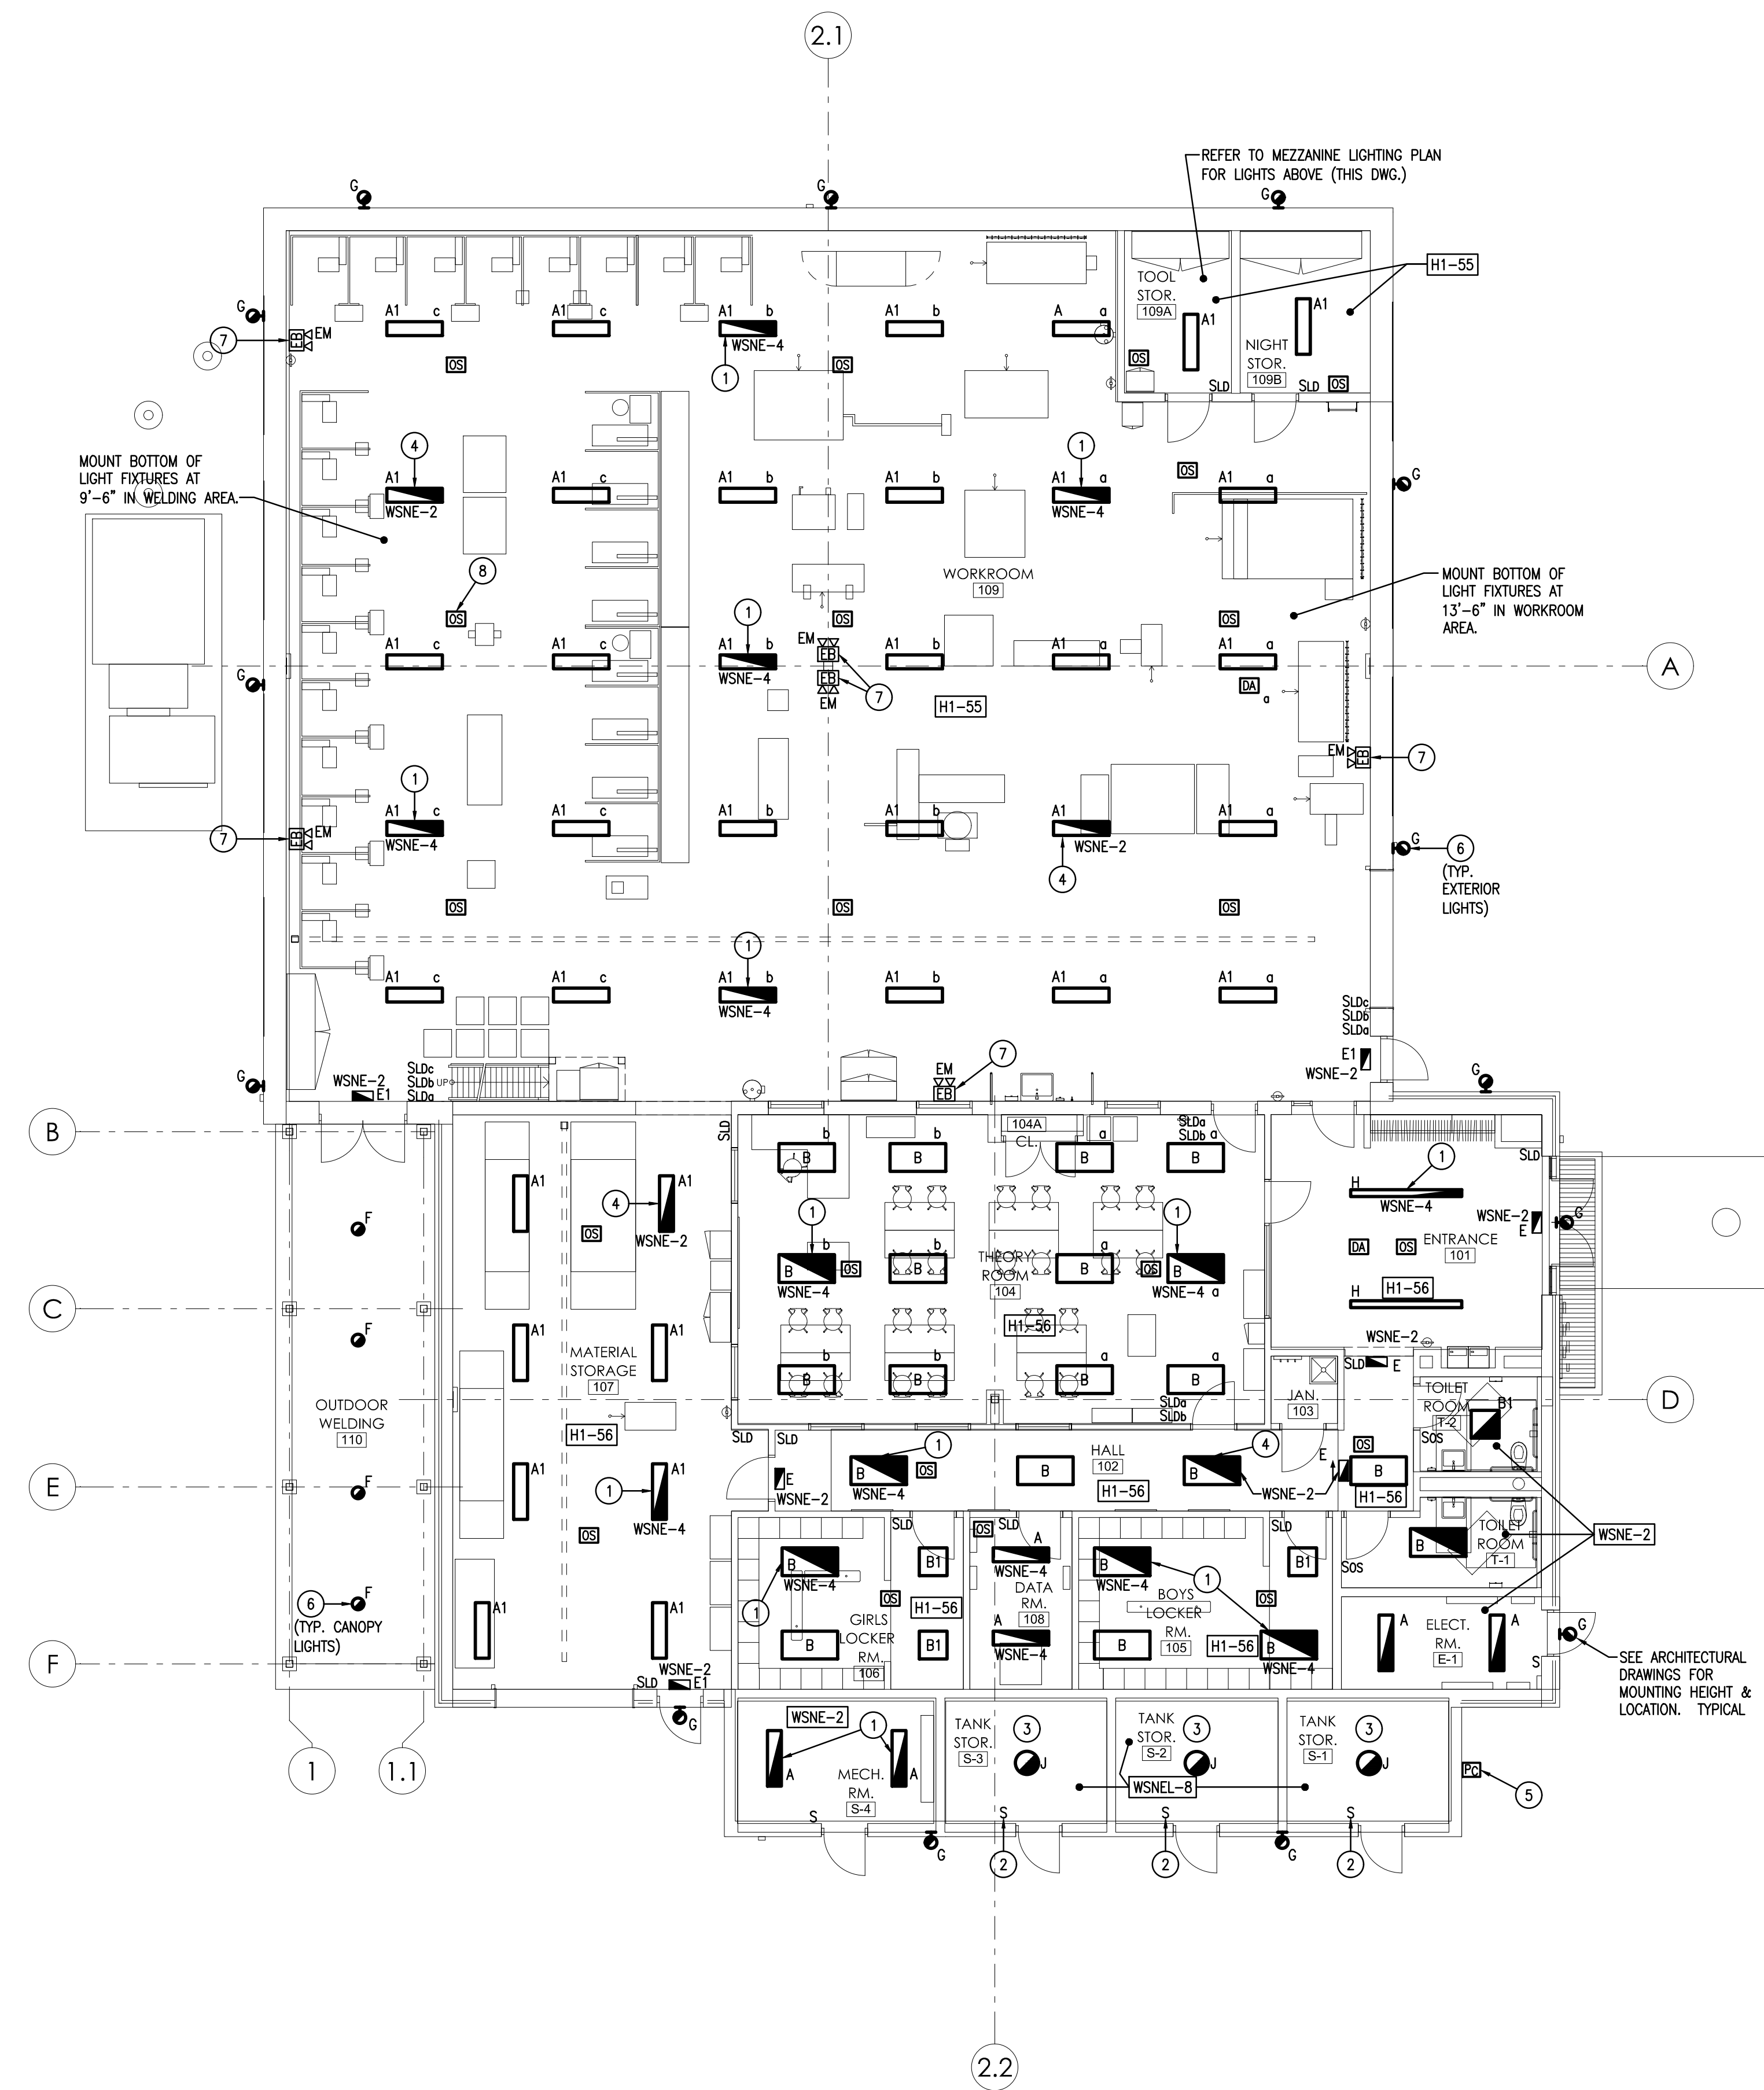 2.1
REFER TO MEZZANINE LIGHTING PLAN
FOR LIGHTS ABOVE (THIS DWG.)
G
G
G
H1-55
TOOL
STOR.
109A
A1
NIGHT
STOR.
109B
A1
OS
SLD
SLD
OS
G
7
EB
EM
A1 c
A1 c
A1 b
WSNE-4
1
A1 b
A a
OS
OS
MOUNT BOTTOM OF
LIGHT FIXTURES AT
9'-6" IN WELDING AREA.
4
A1
WSNE-2
A1 c
A1 b
A1 b
1
A1 a
WSNE-4
OS
A1 a
G
8
OS
WORKROOM
109
OS
OS
MOUNT BOTTOM OF
LIGHT FIXTURES AT
13'-6" IN WORKROOM
AREA.
1
A1 c
A1 c
A1 b
WSNE-4
EM
EB
EB
EM
7
A1 b
A1 a
A1 a
A
G
DA
a
H1-55
EM
EB
7
1
A1 c
WSNE-4
A1 c
A1 b
A1 b
A1
WSNE-2
4
A1 a
7
EB
EM
G
6
(TYP.
EXTERIOR
LIGHTS)
OS
OS
OS
1
A1 c
A1 c
A1 b
WSNE-4
A1 b
A1 a
A1 a
SLDc
SLDb
SLDa
E1
WSNE-2
G
WSNE-2
E1
SLDc
SLDb
SLDa
UP
EM
EB
7
G
B
SLD
b
B
B
104A
CL.
a
B
SLDa
SLDb a
B
SLD
1
H
WSNE-4
A1
4
A1
WSNE-2
OS
F
1
b
B
WSNE-4
OS
b
B
THEORY
ROOM
104
a
B
OS
1
B
WSNE-4 a
WSNE-2
E
G
DA
OS
ENTRANCE
101
C
H
H1-56
H1-56
F
A1
A1
MATERIAL
STORAGE
107
b
B
b
B
a
B
a
B
WSNE-2
SLD
E
OUTDOOR
WELDING
110
H1-56
SLDa
SLDb
JAN.
103
TOILET
ROOM
T-2
B1
D
SLD
SLD
SOS
E
F
A1
1
A1
WSNE-4
OS
E
WSNE-2
1
B
WSNE-4
OS
B
HALL
102
H1-56
4
B
WSNE-2
E
OS
B
H1-56
TOILET
ROOM
T-1
B
SOS
WSNE-2
F
6
(TYP. CANOPY
LIGHTS)
A1
A1
B
WSNE-4
1
SLD
B1
OS
H1-56
GIRLS
LOCKER
RM.
106
B
B1
OS
SLD
A
WSNE-4
DATA
RM.
108
A
WSNE-4
B
WSNE-4
1
BOYS
LOCKER
RM.
105
B
H1-56
SLD
B1
OS
B
WSNE-4
A
ELECT.
RM.
E-1
A
S
G
SEE ARCHITECTURAL
DRAWINGS FOR
MOUNTING HEIGHT &
LOCATION. TYPICAL
F
WSNE-2
SLD
E1
G
1
1.1
WSNE-2
1
A
A
MECH.
RM.
S-4
S
TANK
STOR.
S-3
3
J
TANK
STOR.
S-2
3
J
TANK
STOR.
S-1
3
J
WSNEL-8
PC
5
S
S
S
G
G
2
2
2
2.2